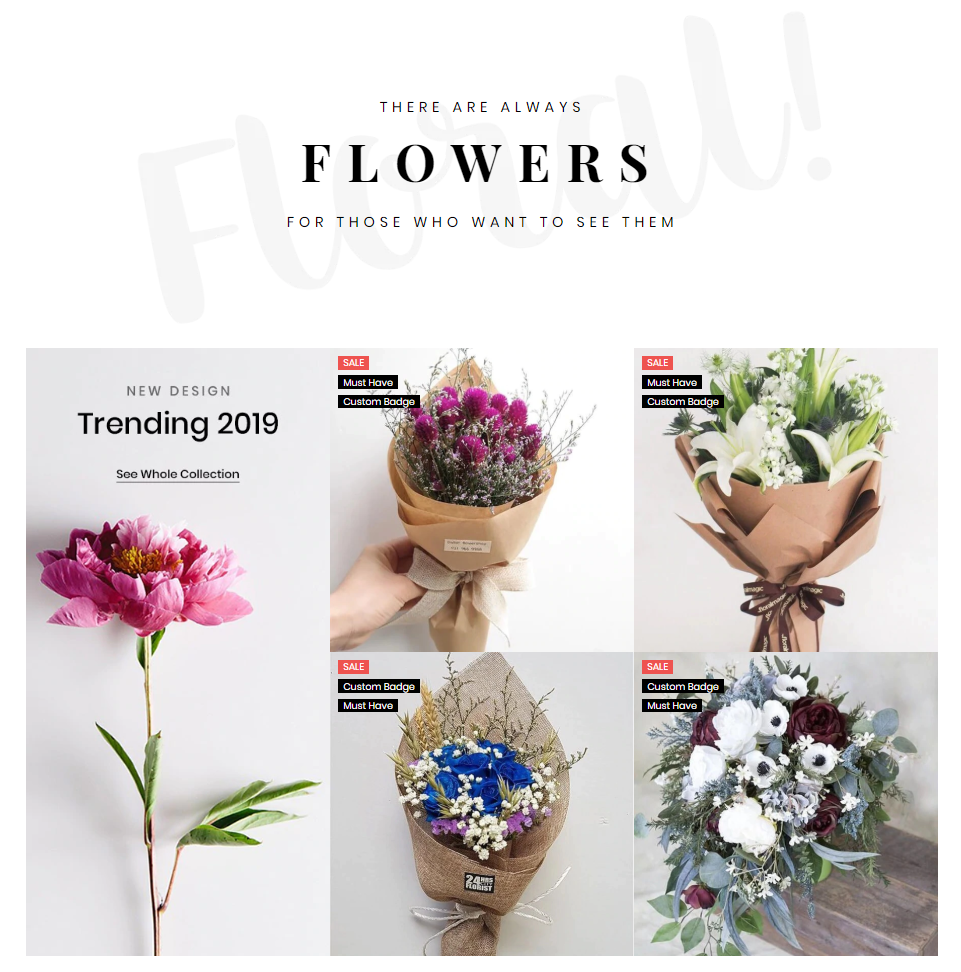 Floral!
THERE ARE ALWAYS
FLOWERS
FOR THOSE WHO WANT TO SEE THEM
NEW DESIGN
Trending 2019
See Whole Collection
SALE
Must Have
Custom Badge
SALE
Must Have
Custom Badge
SALE
Custom Badge
Must Have
24HRS
FLORIST
SALE
Custom Badge
Must Have